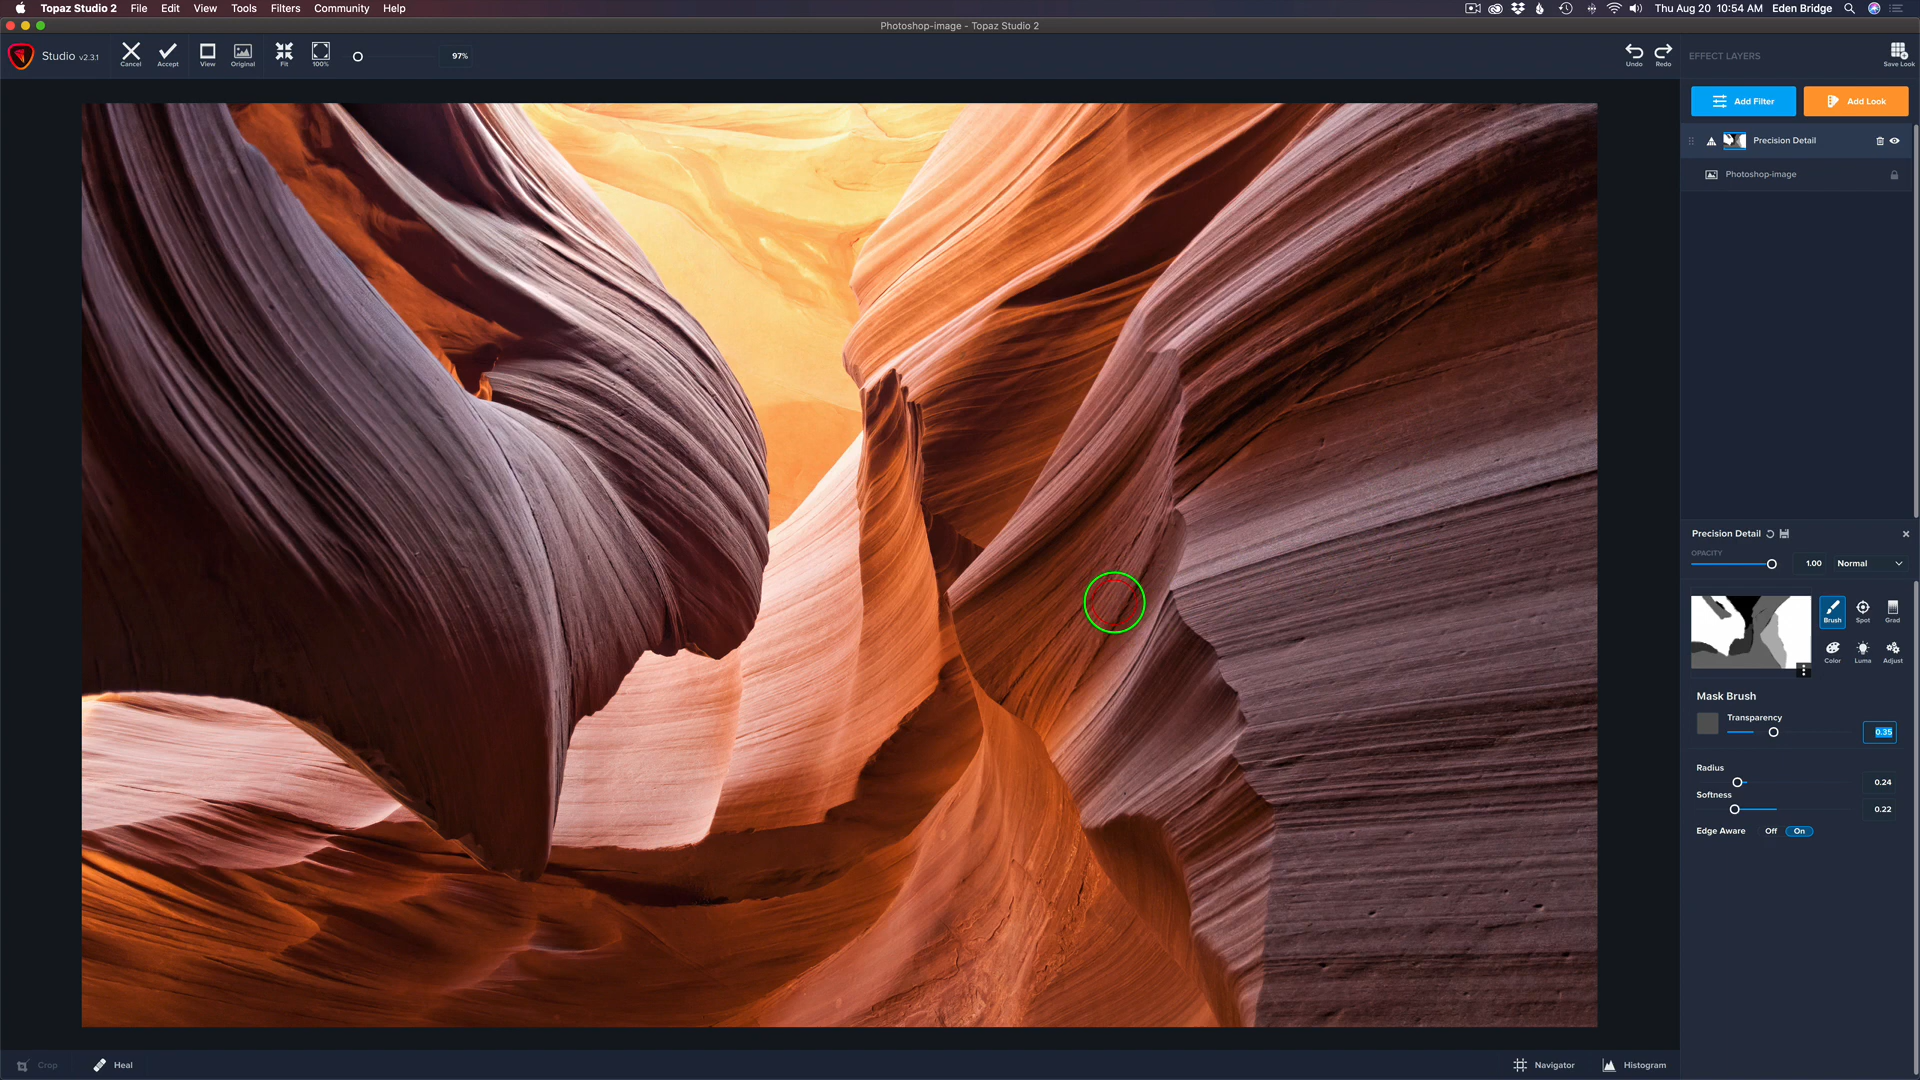 Topaz Studio 2 File Edit View Tools Filters Community Help Thu Aug 20 10:54 AM Eden Bridge
Photoshop-image - Topaz Studio 2
Studio v2.3.1 Cancel Accept View Original Fit 100% 97% Undo Redo EFFECT LAYERS Save Look
Add Filter Add Look
Precision Detail
Photoshop-image
Precision Detail
OPACITY
1.00 Normal
Brush Spot Grad
Color Luma Adjust
Mask Brush
Transparency
0.35
Radius
0.24
Softness
0.22
Edge Aware Off On
Crop Heal Navigator Histogram